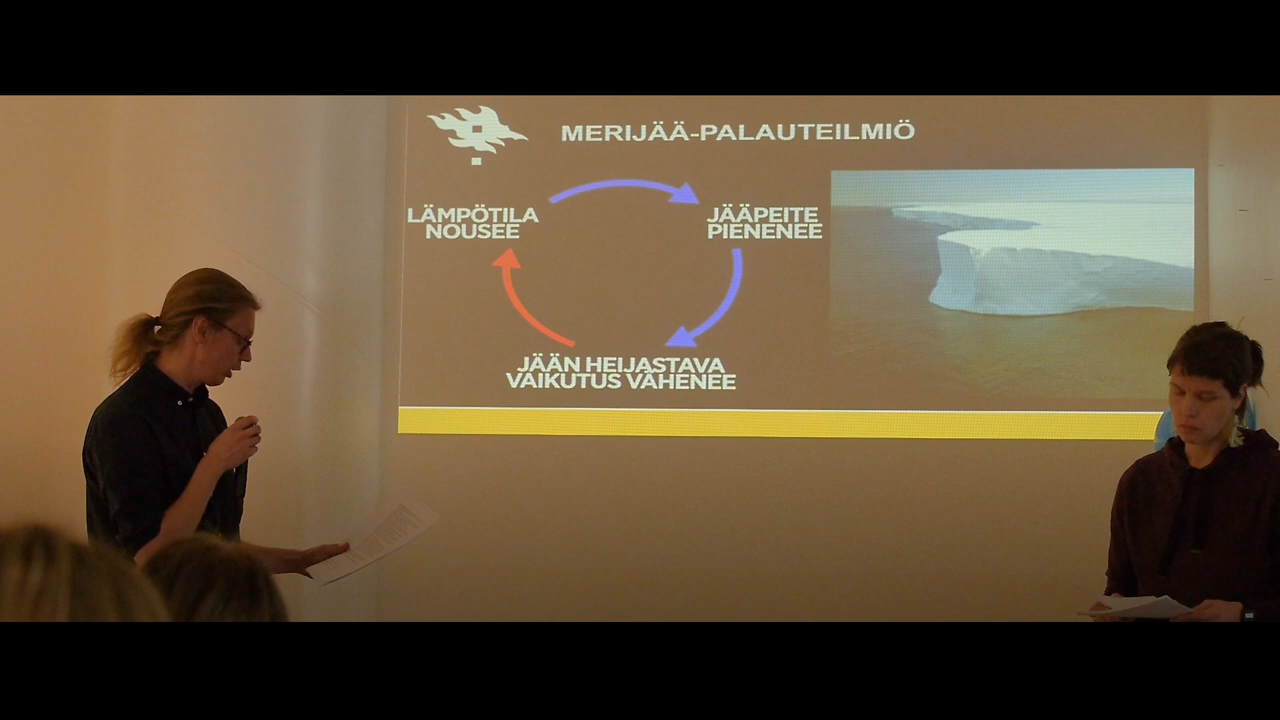 MERIJÄÄ-PALAUTEILMIÖ
LÄMPÖTILA
NOUSEE
JÄÄPEITE
PIENENEE
JÄÄN HEIJASTAVA
VAIKUTUS VÄHENEE